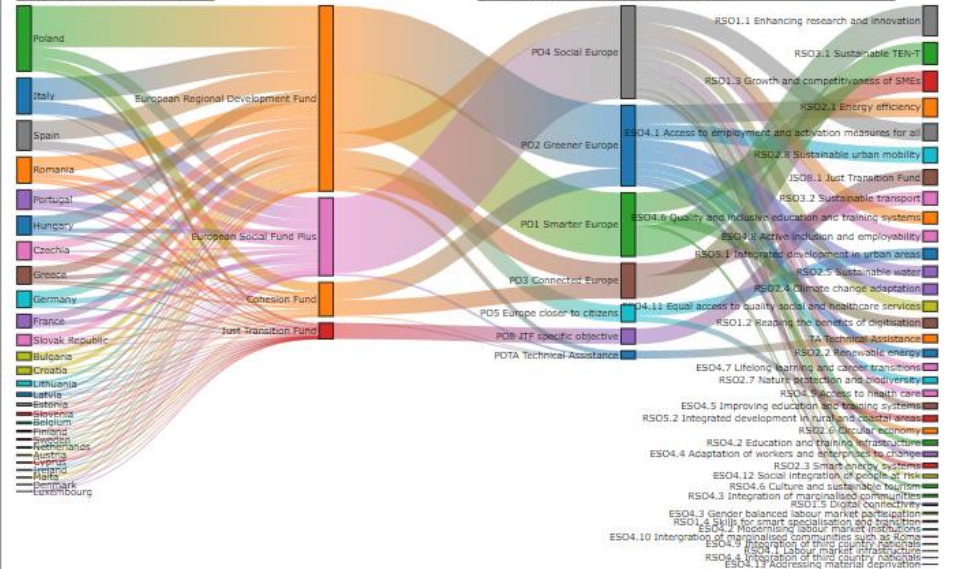 Poland
Italy
Spain
Romania
Portugal
Hungary
Czechia
Greece
Germany
France
Slovak Republic
Bulgaria
Croatia
Lithuania
Latvia
Estonia
Slovenia
Belgium
Finland
Sweden
Netherlands
Austria
Cyprus
Ireland
Malta
Denmark
Luxembourg
European Regional Development Fund
European Social Fund Plus
Cohesion Fund
Just Transition Fund
PO4 Social Europe
PO2 Greener Europe
PO1 Smarter Europe
PO3 Connected Europe
PO5 Europe closer to citizens
PO8 JTF specific objective
POTA Technical Assistance
RSO1.1 Enhancing research and innovation
RSO3.1 Sustainable TEN-T
RSO1.3 Growth and competitiveness of SMEs
RSO2.1 Energy efficiency
ESO4.1 Access to employment and activation measures for all
RSO2.8 Sustainable urban mobility
JSO8.1 Just Transition Fund
RSO3.2 Sustainable transport
ESO4.6 Quality and inclusive education and training systems
ESO4.8 Active inclusion and employability
RSO5.1 Integrated development in urban areas
RSO2.5 Sustainable water
RSO2.4 Climate change adaptation
ESO4.11 Equal access to quality social and healthcare services
RSO1.2 Reaping the benefits of digitisation
TA Technical Assistance
RSO2.2 Renewable energy
ESO4.7 Lifelong learning and career transitions
RSO2.7 Nature protection and biodiversity
RSO4.5 Access to health care
ESO4.5 Improving education and training systems
RSO5.2 Integrated development in rural and coastal areas
RSO2.6 Circular economy
RSO4.2 Education and training infrastructure
ESO4.4 Adaptation of workers and enterprises to change
RSO2.3 Smart energy systems
ESO4.12 Social integration of people at risk
RSO4.6 Culture and sustainable tourism
RSO4.3 Integration of marginalised communities
RSO1.5 Digital connectivity
ESO4.3 Gender balanced labour market participation
RSO1.4 Skills for smart specialisation and transition
ESO4.2 Modernising labour market institutions
ESO4.10 Intergration of marginalised communities such as Roma
ESO4.9 Integration of third country nationals
RSO4.1 Labour market infrastructure
RSO4.4 Integration of third country nationals
ESO4.13 Addressing material deprivation